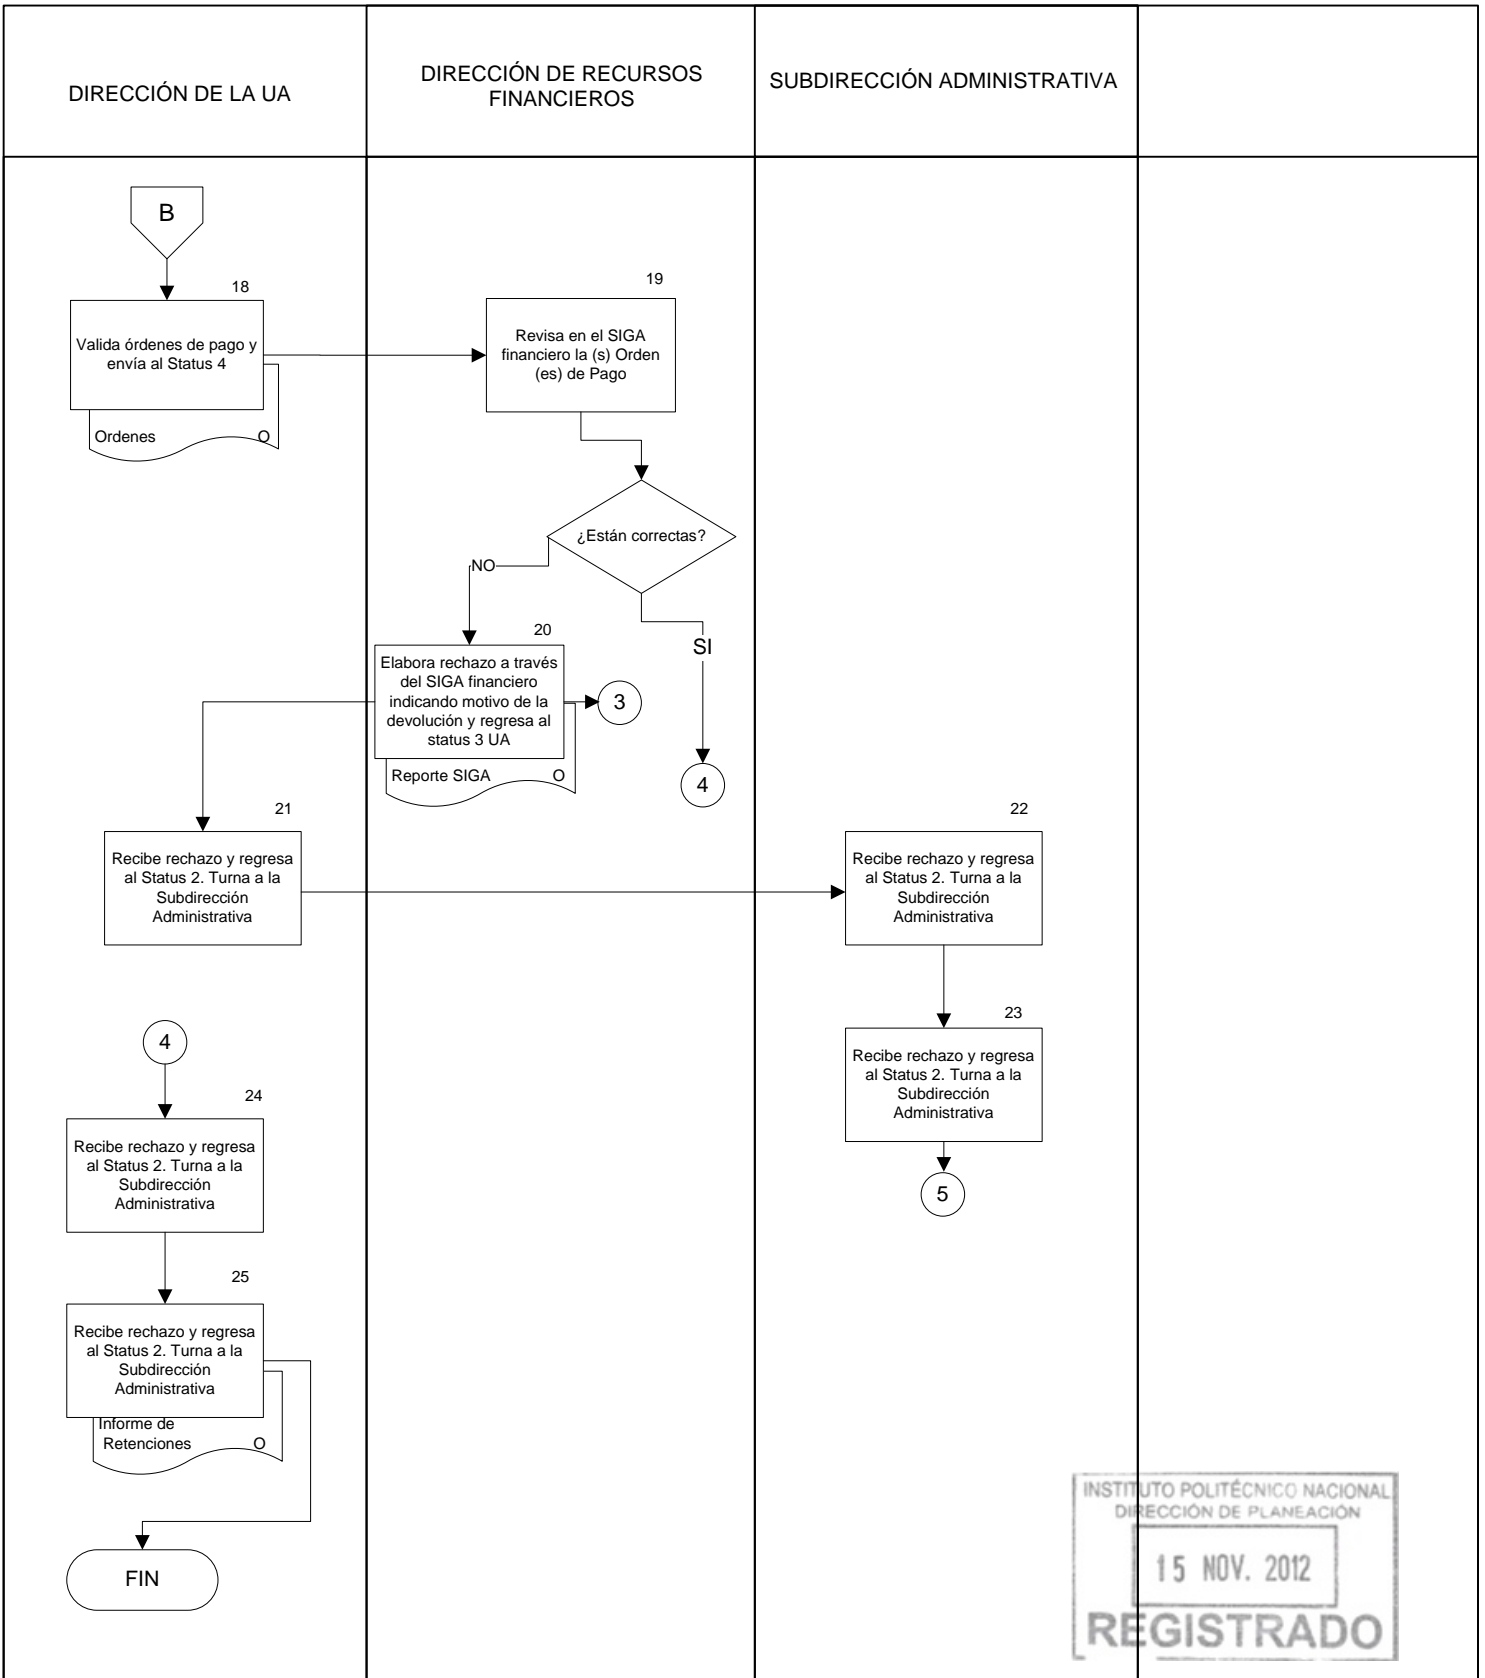 DIRECCIÓN DE LA UA
DIRECCIÓN DE RECURSOS
FINANCIEROS
SUBDIRECCIÓN ADMINISTRATIVA
B
18
Valida órdenes de pago y
envía al Status 4
Ordenes O
19
Revisa en el SIGA
financiero la (s) Orden
(es) de Pago
¿Están correctas?
NO
SI
20
Elabora rechazo a través
del SIGA financiero
indicando motivo de la
devolución y regresa al
status 3 UA
Reporte SIGA O
3
4
21
Recibe rechazo y regresa
al Status 2. Turna a la
Subdirección
Administrativa
22
Recibe rechazo y regresa
al Status 2. Turna a la
Subdirección
Administrativa
23
Recibe rechazo y regresa
al Status 2. Turna a la
Subdirección
Administrativa
5
4
24
Recibe rechazo y regresa
al Status 2. Turna a la
Subdirección
Administrativa
25
Recibe rechazo y regresa
al Status 2. Turna a la
Subdirección
Administrativa
Informe de
Retenciones O
FIN
INSTITUTO POLITÉCNICO NACIONAL
DIRECCIÓN DE PLANEACIÓN
15 NOV. 2012
REGISTRADO